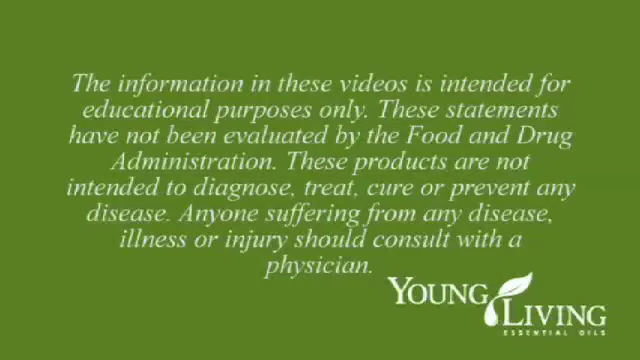 The information in these videos is intended for
educational purposes only. These statements
have not been evaluated by the Food and Drug
Administration. These products are not
intended to diagnose, treat, cure or prevent any
disease. Anyone suffering from any disease,
illness or injury should consult with a
physician.
YOUNG LIVING
ESSENTIAL OILS